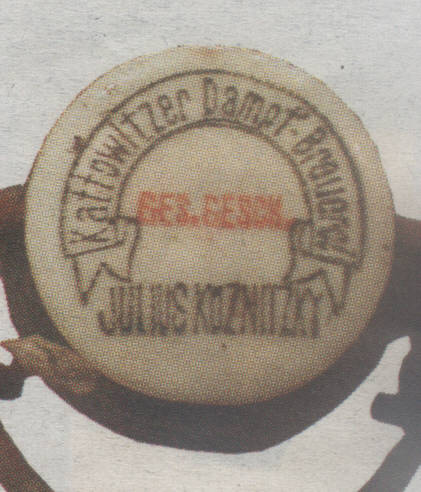 Kattowitzer Dampf-Brauerei
GES. GESCH.
JULIUS KOZNITZKY